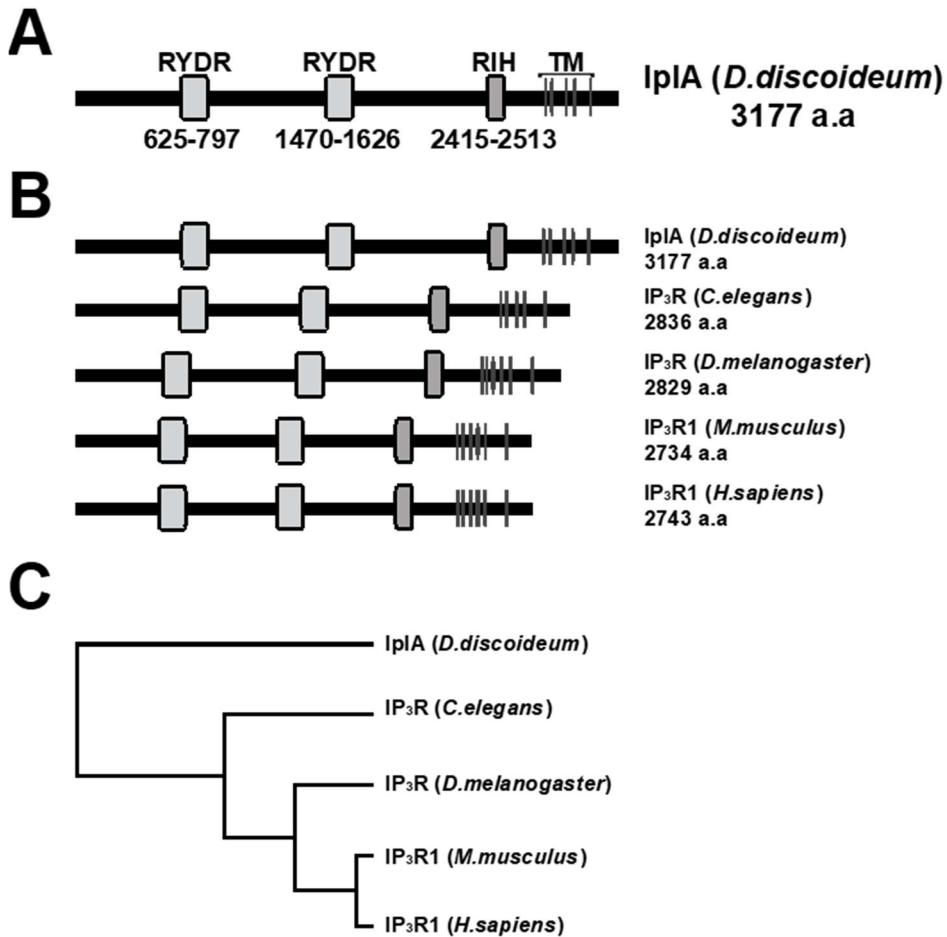 A
RYDR RYDR RIH TM
IplA (D.discoideum)
625-797 1470-1626 2415-2513
3177 a.a
B
IplA (D.discoideum)
3177 a.a
IP₃R (C.elegans)
2836 a.a
IP₃R (D.melanogaster)
2829 a.a
IP₃R1 (M.musculus)
2734 a.a
IP₃R1 (H.sapiens)
2743 a.a
C
IplA (D.discoideum)
IP₃R (C.elegans)
IP₃R (D.melanogaster)
IP₃R1 (M.musculus)
IP₃R1 (H.sapiens)